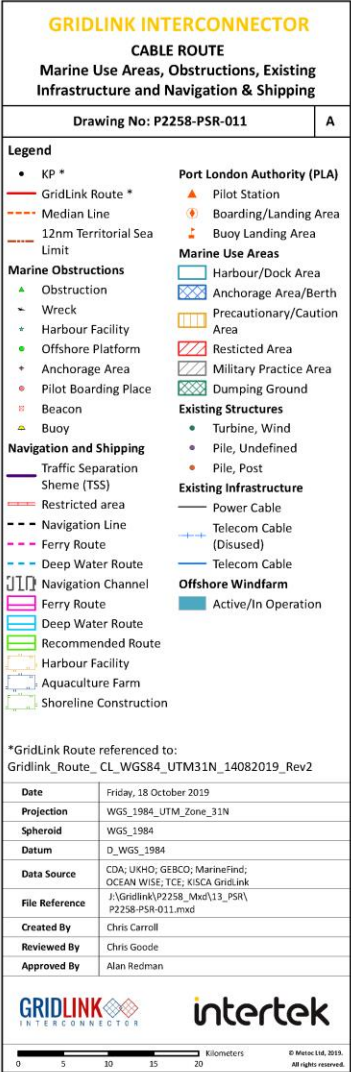 GRIDLINK INTERCONNECTOR
CABLE ROUTE
Marine Use Areas, Obstructions, Existing
Infrastructure and Navigation & Shipping
Drawing No: P2258-PSR-011 A
Legend
KP *
GridLink Route *
Median Line
12nm Territorial Sea
Limit
Marine Obstructions
Obstruction
Wreck
Harbour Facility
Offshore Platform
Anchorage Area
Pilot Boarding Place
Beacon
Buoy
Navigation and Shipping
Traffic Separation
Sheme (TSS)
Restricted area
Navigation Line
Ferry Route
Deep Water Route
Navigation Channel
Ferry Route
Deep Water Route
Recommended Route
Harbour Facility
Aquaculture Farm
Shoreline Construction
Port London Authority (PLA)
Pilot Station
Boarding/Landing Area
Buoy Landing Area
Marine Use Areas
Harbour/Dock Area
Anchorage Area/Berth
Precautionary/Caution
Area
Resticted Area
Military Practice Area
Dumping Ground
Existing Structures
Turbine, Wind
Pile, Undefined
Pile, Post
Existing Infrastructure
Power Cable
Telecom Cable
(Disused)
Telecom Cable
Offshore Windfarm
Active/In Operation
*GridLink Route referenced to:
Gridlink_Route_ CL_WGS84_UTM31N_14082019_Rev2
Date Friday, 18 October 2019
Projection WGS_1984_UTM_Zone_31N
Spheroid WGS_1984
Datum D_WGS_1984
Data Source CDA; UKHO; GEBCO; MarineFind;
OCEAN WISE; TCE; KISCA GridLink
File Reference J:\Gridlink\P2258_Mxd\13_PSR\
P2258-PSR-011.mxd
Created By Chris Carroll
Reviewed By Chris Goode
Approved By Alan Redman
GRIDLINK
INTERCONNECTOR
intertek
Kilometers
0 5 10 15 20
© Metoc Ltd, 2019.
All rights reserved.